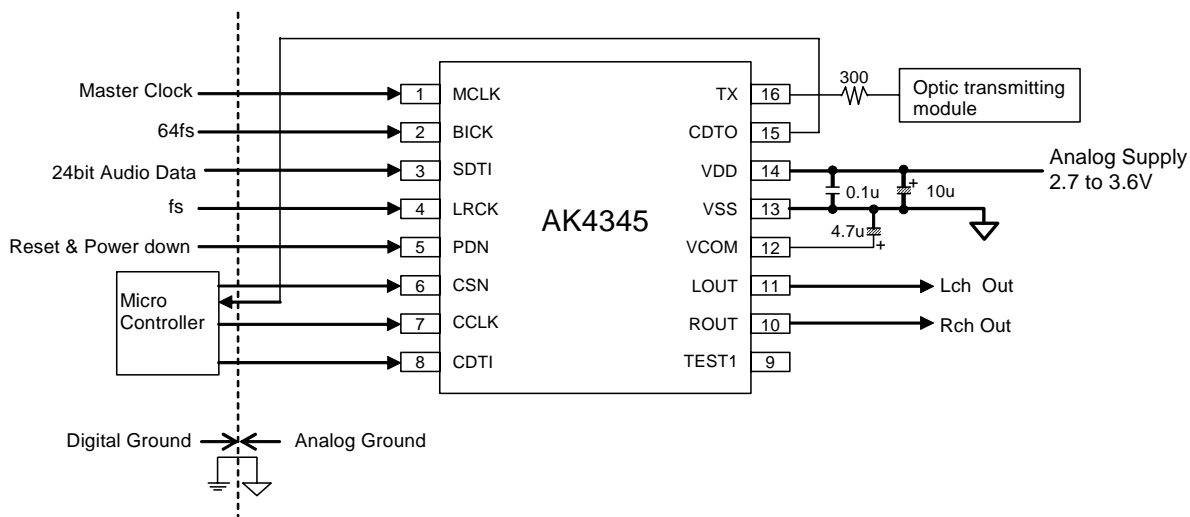 Master Clock
64fs
24bit Audio Data
fs
Reset & Power down
Micro
Controller
1
2
3
4
5
6
7
8
MCLK
BICK
SDTI
LRCK
PDN
CSN
CCLK
CDTI
AK4345
TX
CDTO
VDD
VSS
VCOM
LOUT
ROUT
TEST1
16
15
14
13
12
11
10
9
300
Optic transmitting
module
Analog Supply
2.7 to 3.6V
0.1u
+
10u
4.7u
+
Lch Out
Rch Out
Digital Ground
Analog Ground